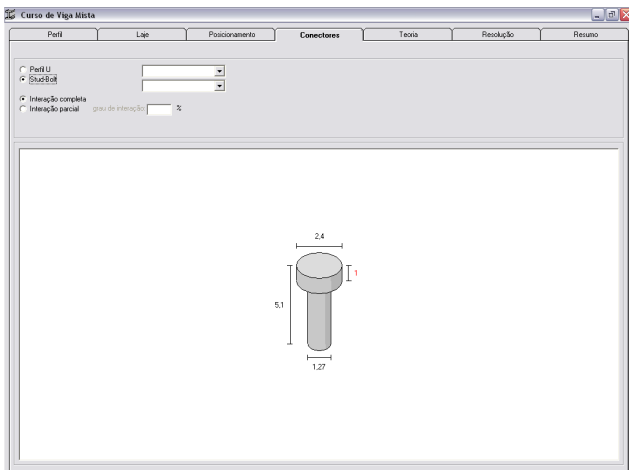 Curso de Viga Mista
Perfil Laje Posicionamento Conectores Teoria Resolução Resumo
Perfil U
Stud-Bolt
Interação completa
Interação parcial grau de interação: %
2,4
1
5,1
1,27